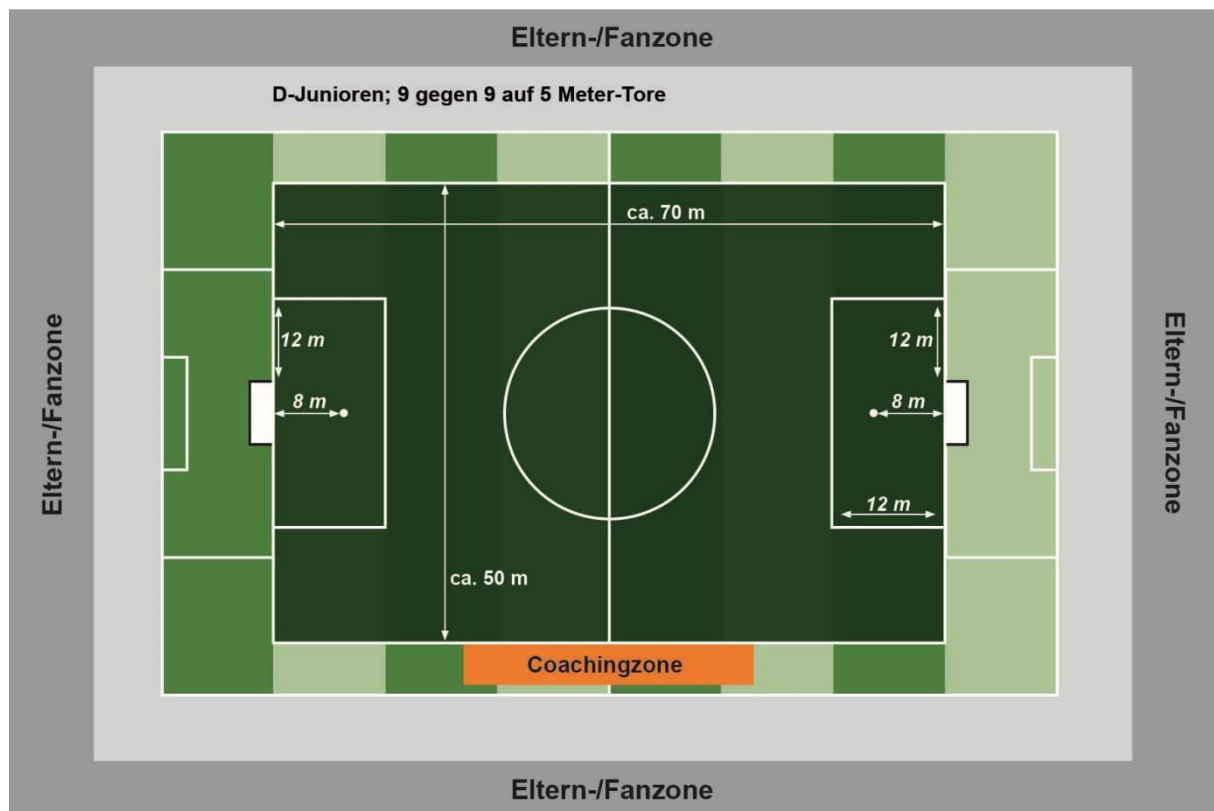 Eltern-/Fanzone
D-Junioren; 9 gegen 9 auf 5 Meter-Tore
ca. 70 m
12 m
12 m
8 m
8 m
12 m
ca. 50 m
Coachingzone
Eltern-/Fanzone
Eltern-/Fanzone
Eltern-/Fanzone